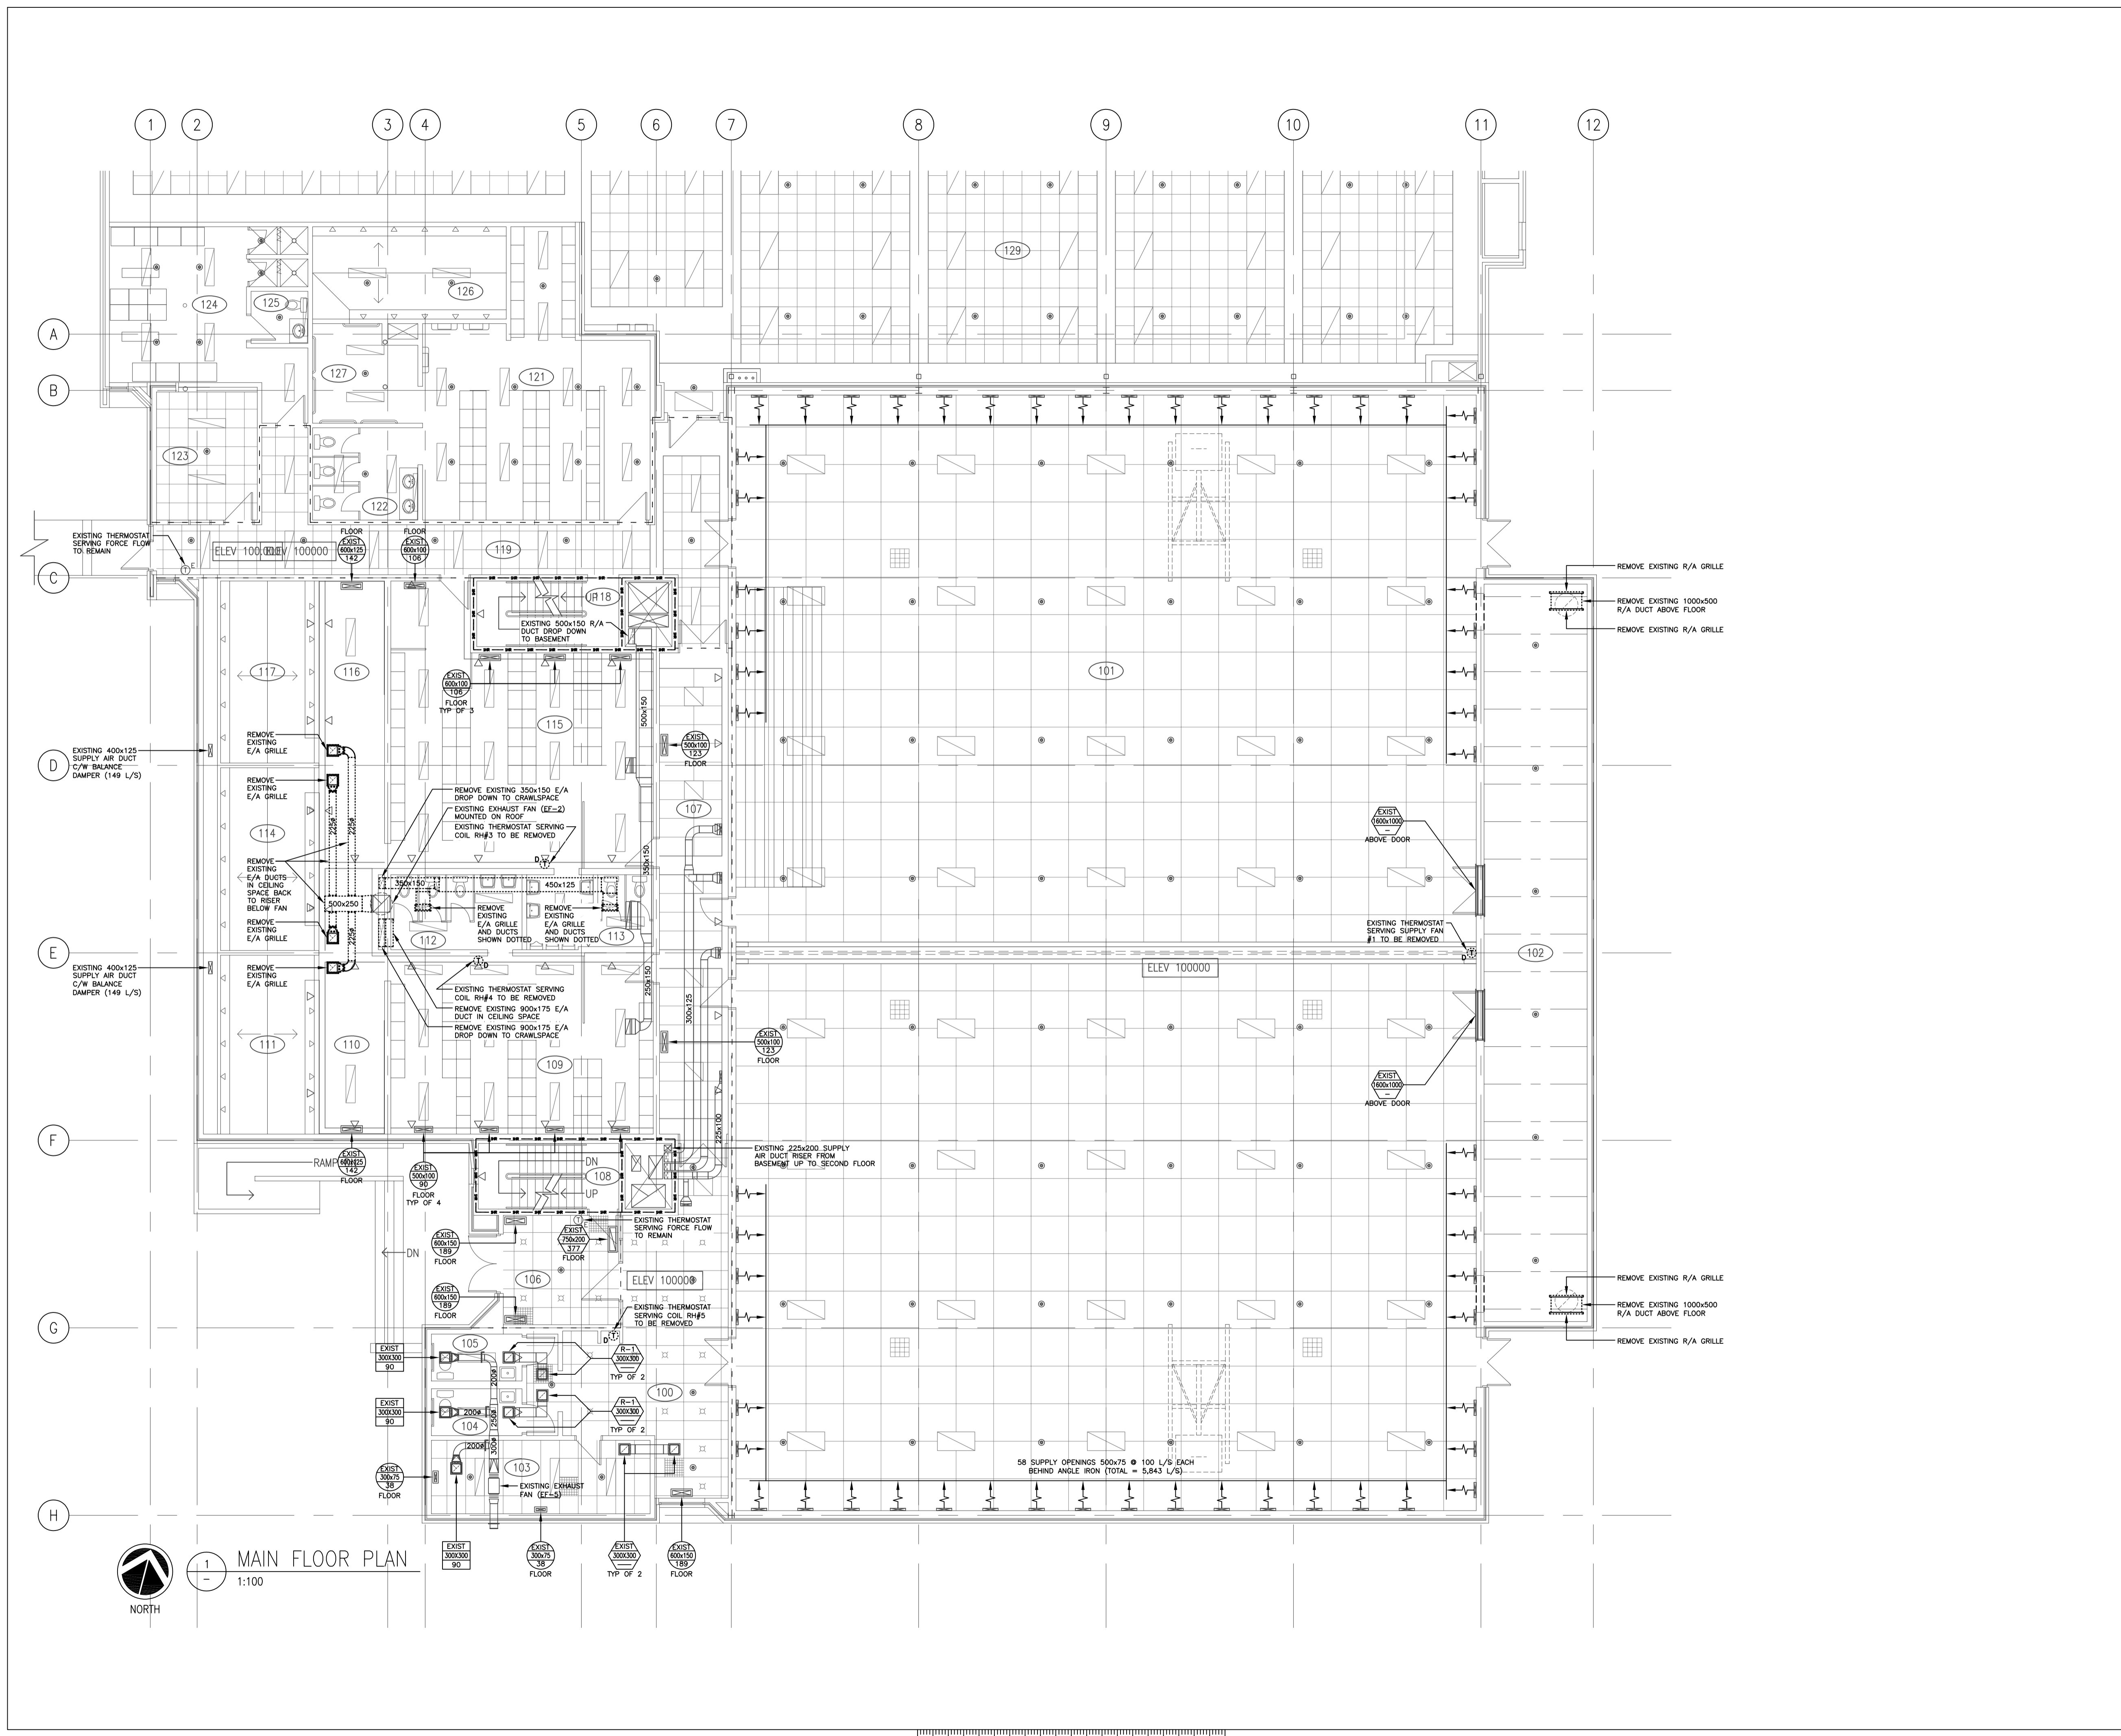 1
2
3
4
5
6
7
8
9
10
11
12
A
B
C
D
E
F
G
H
129
124
125
126
127
121
123
122
119
EXISTING THERMOSTAT
SERVING FORCE FLOW
TO REMAIN
T
E
ELEV 100000
FLOOR
EXIST
600x125
142
FLOOR
EXIST
600x100
106
118
UP
EXISTING 500x150 R/A
DUCT DROP DOWN
TO BASEMENT
REMOVE EXISTING R/A GRILLE
REMOVE EXISTING 1000x500
R/A DUCT ABOVE FLOOR
REMOVE EXISTING R/A GRILLE
117
116
EXIST
600x100
106
FLOOR
TYP OF 3
115
101
500x150
EXISTING 400x125
SUPPLY AIR DUCT
C/W BALANCE
DAMPER (149 L/S)
REMOVE
EXISTING
E/A GRILLE
REMOVE
EXISTING
E/A GRILLE
EXIST
500x100
123
FLOOR
REMOVE EXISTING 350x150 E/A
DROP DOWN TO CRAWLSPACE
EXISTING EXHAUST FAN (EF-2)
MOUNTED ON ROOF
EXISTING THERMOSTAT SERVING
COIL RH#3 TO BE REMOVED
D
T
107
114
225ø
225ø
REMOVE
EXISTING
E/A DUCTS
IN CEILING
SPACE BACK
TO RISER
BELOW FAN
350x150
450x125
350x150
500x250
REMOVE
EXISTING
E/A GRILLE
AND DUCTS
SHOWN DOTTED
REMOVE
EXISTING
E/A GRILLE
AND DUCTS
SHOWN DOTTED
112
113
REMOVE
EXISTING
E/A GRILLE
225ø
EXIST
1600x1000
–
ABOVE DOOR
EXISTING THERMOSTAT
SERVING SUPPLY FAN
#1 TO BE REMOVED
D
T
102
ELEV 100000
EXISTING 400x125
SUPPLY AIR DUCT
C/W BALANCE
DAMPER (149 L/S)
REMOVE
EXISTING
E/A GRILLE
T
D
EXISTING THERMOSTAT SERVING
COIL RH#4 TO BE REMOVED
REMOVE EXISTING 900x175 E/A
DUCT IN CEILING SPACE
REMOVE EXISTING 900x175 E/A
DROP DOWN TO CRAWLSPACE
250x150
300x125
111
110
109
EXIST
500x100
123
FLOOR
EXIST
1600x1000
–
ABOVE DOOR
225x100
RAMP
EXIST
600x125
142
FLOOR
EXIST
500x100
90
FLOOR
TYP OF 4
DN
108
UP
EXISTING 225x200 SUPPLY
AIR DUCT RISER FROM
BASEMENT UP TO SECOND FLOOR
T
E
EXISTING THERMOSTAT
SERVING FORCE FLOW
TO REMAIN
DN
EXIST
600x150
189
FLOOR
EXIST
750x200
377
FLOOR
106
ELEV 100000
EXIST
600x150
189
FLOOR
EXISTING THERMOSTAT
SERVING COIL RH#5
TO BE REMOVED
D
T
REMOVE EXISTING R/A GRILLE
REMOVE EXISTING 1000x500
R/A DUCT ABOVE FLOOR
REMOVE EXISTING R/A GRILLE
105
EXIST
300X300
90
R-1
300X300
TYP OF 2
200ø
100
EXIST
300X300
90
200ø
250ø
104
R-1
300X300
TYP OF 2
200ø
300ø
103
EXIST
300x75
38
FLOOR
EXISTING EXHAUST
FAN (EF-5)
58 SUPPLY OPENINGS 500x75 @ 100 L/S EACH
BEHIND ANGLE IRON (TOTAL = 5,843 L/S)
EXIST
300X300
90
EXIST
300x75
38
FLOOR
EXIST
300X300
TYP OF 2
EXIST
600x150
189
FLOOR
NORTH
1
–
MAIN FLOOR PLAN
1:100